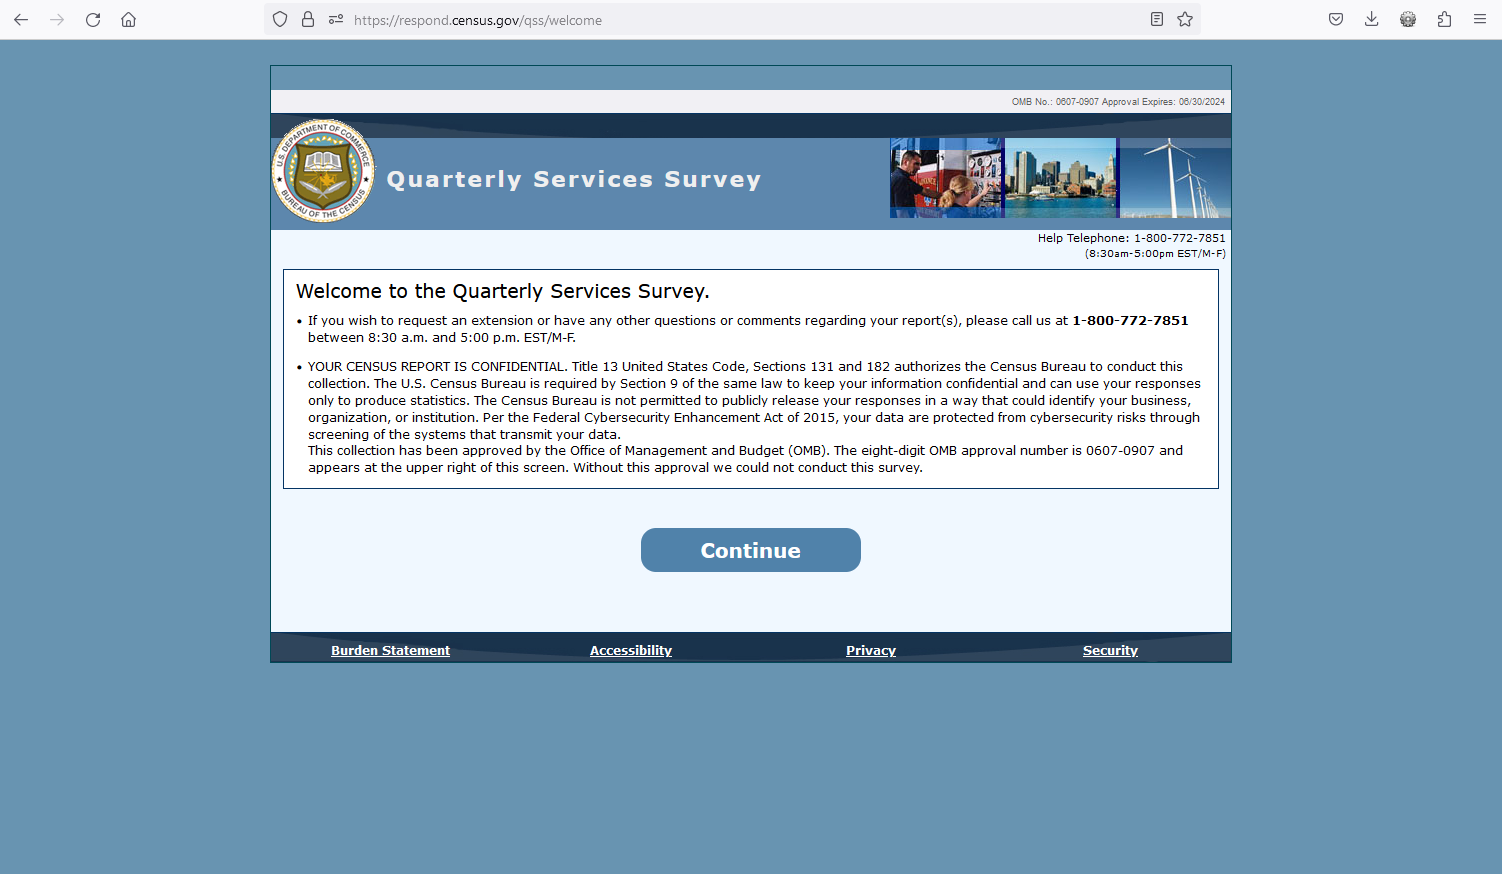 https://respond.census.gov/qss/welcome
OMB No.: 0607-0907 Approval Expires: 06/30/2024
U.S. DEPARTMENT OF COMMERCE
BUREAU OF THE CENSUS
Quarterly Services Survey
Help Telephone: 1-800-772-7851
(8:30am-5:00pm EST/M-F)
Welcome to the Quarterly Services Survey.
• If you wish to request an extension or have any other questions or comments regarding your report(s), please call us at 1-800-772-7851
between 8:30 a.m. and 5:00 p.m. EST/M-F.
• YOUR CENSUS REPORT IS CONFIDENTIAL. Title 13 United States Code, Sections 131 and 182 authorizes the Census Bureau to conduct this
collection. The U.S. Census Bureau is required by Section 9 of the same law to keep your information confidential and can use your responses
only to produce statistics. The Census Bureau is not permitted to publicly release your responses in a way that could identify your business,
organization, or institution. Per the Federal Cybersecurity Enhancement Act of 2015, your data are protected from cybersecurity risks through
screening of the systems that transmit your data.
This collection has been approved by the Office of Management and Budget (OMB). The eight-digit OMB approval number is 0607-0907 and
appears at the upper right of this screen. Without this approval we could not conduct this survey.
Continue
Burden Statement
Accessibility
Privacy
Security